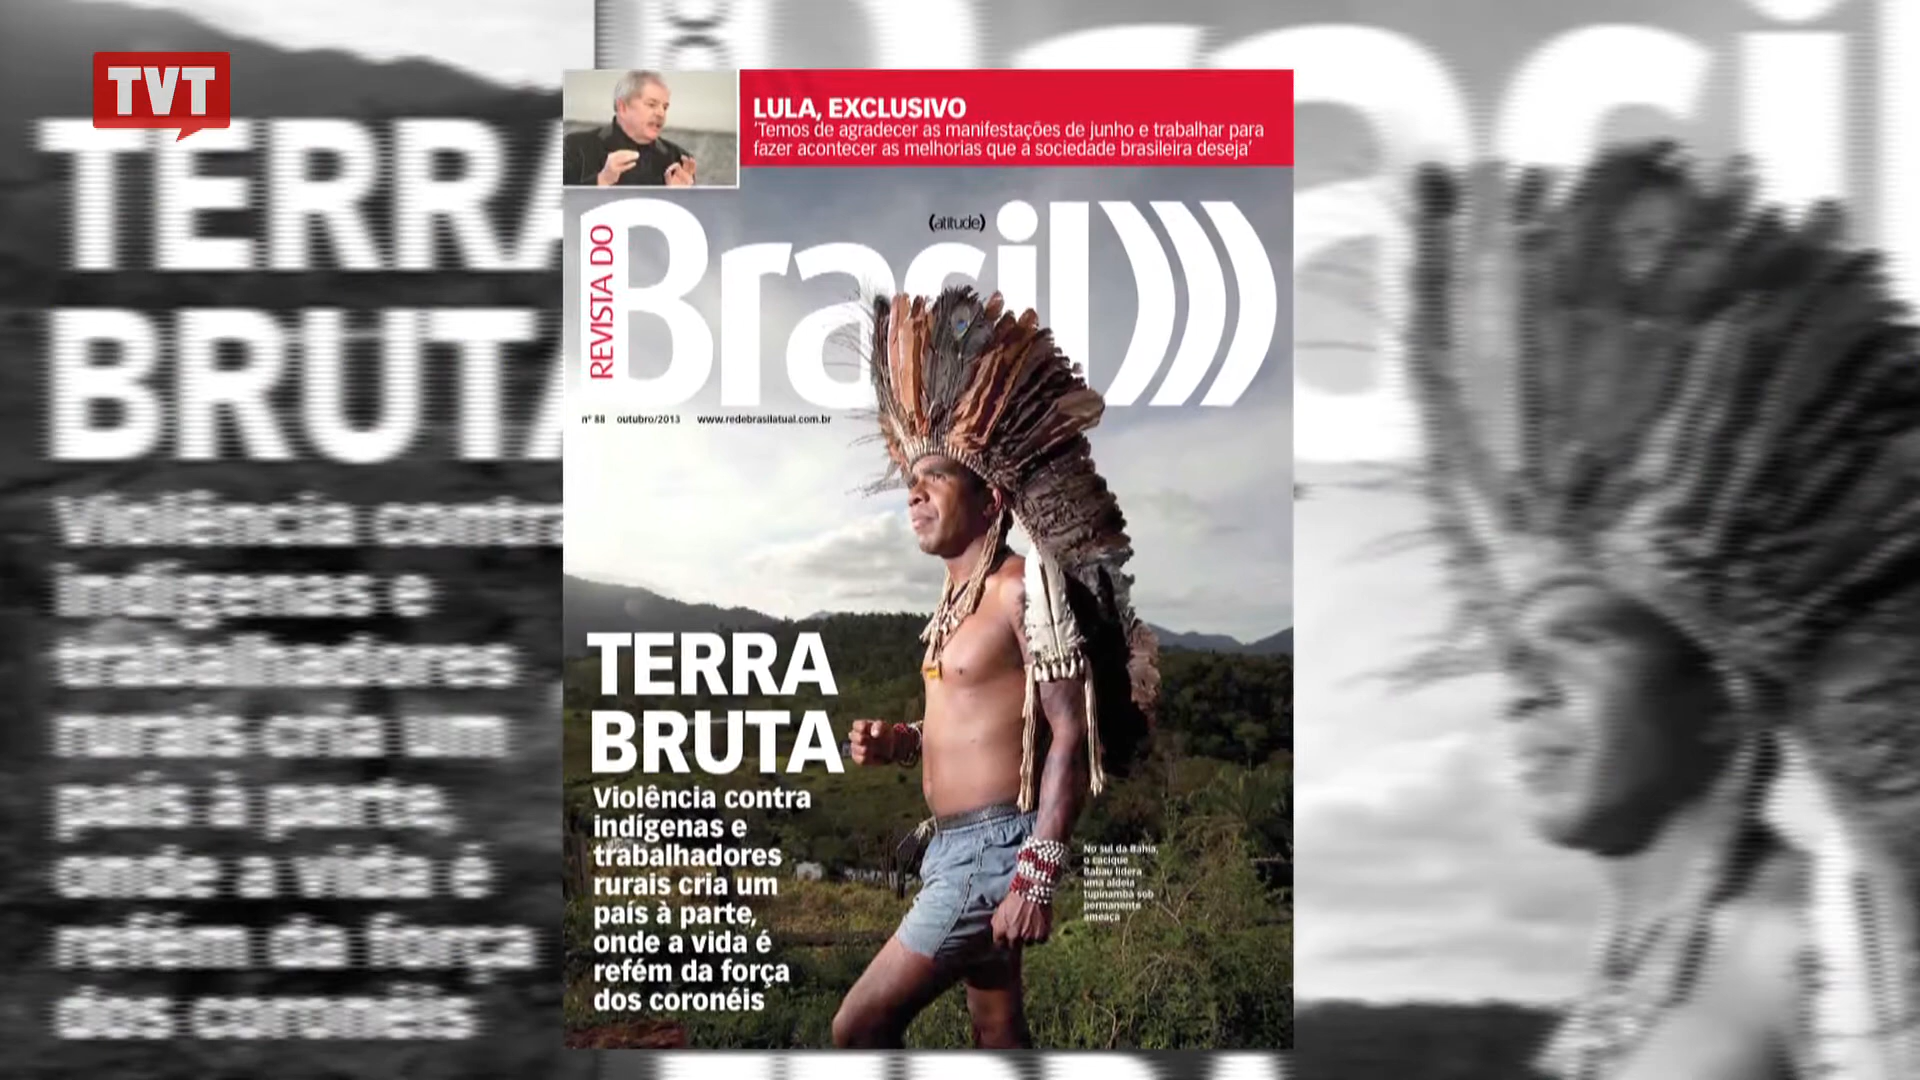 TVT
LULA, EXCLUSIVO
'Temos de agradecer as manifestações de junho e trabalhar para
fazer acontecer as melhorias que a sociedade brasileira deseja'
REVISTA DO
Brasil
(atitude)
nº 88 outubro/2013 www.redebrasilatual.com.br
TERRA
BRUTA
Violência contra
indígenas e
trabalhadores
rurais cria um
país à parte,
onde a vida é
refém da força
dos coronéis
No sul da Bahia,
o cacique
Babau lidera
uma aldeia
tupinambá sob
permanente
ameaça
TERRA
BRUTA
Violência contra
indígenas e
trabalhadores
rurais cria um
país à parte,
onde a vida é
refém da força
dos coronéis
Brasil
TERRA